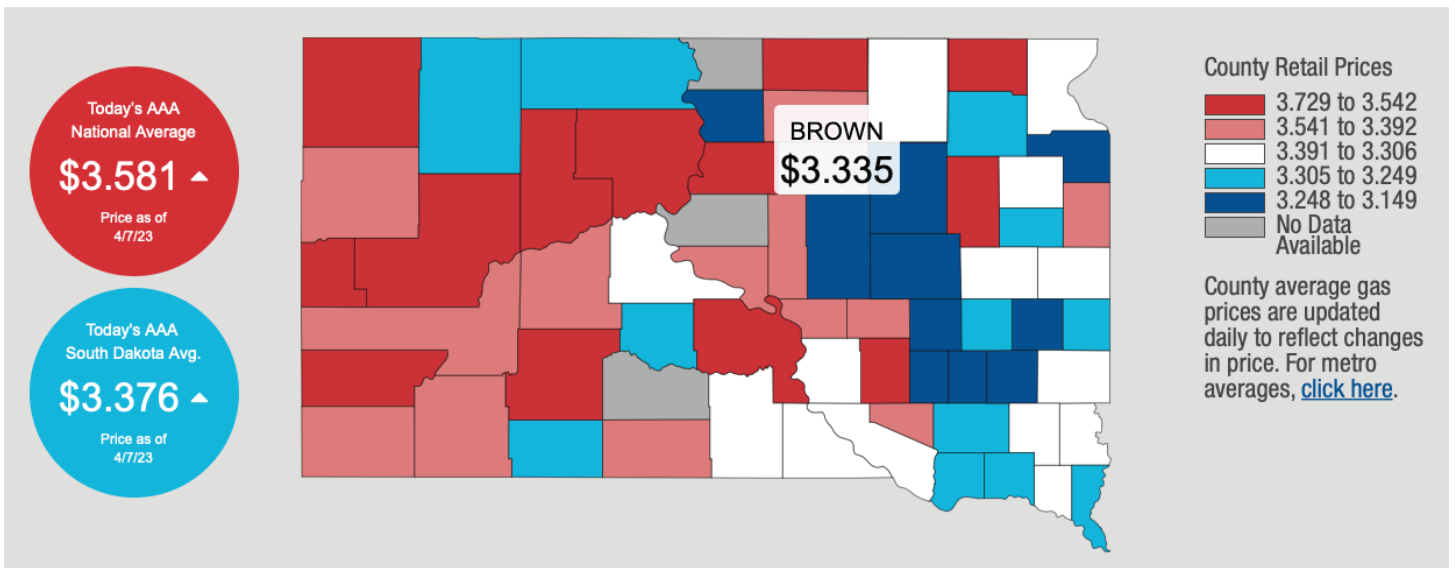 Today's AAA
National Average
$3.581
Price as of
4/7/23
Today's AAA
South Dakota Avg.
$3.376
Price as of
4/7/23
BROWN
$3.335
County Retail Prices
3.729 to 3.542
3.541 to 3.392
3.391 to 3.306
3.305 to 3.249
3.248 to 3.149
No Data
Available
County average gas
prices are updated
daily to reflect changes
in price. For metro
averages, click here.